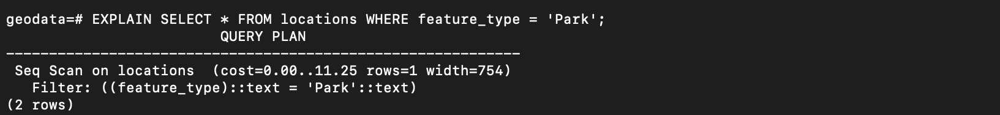 geodata=# EXPLAIN SELECT * FROM locations WHERE feature_type = 'Park';
                         QUERY PLAN
------------------------------------------------------------
 Seq Scan on locations  (cost=0.00..11.25 rows=1 width=754)
   Filter: ((feature_type)::text = 'Park'::text)
(2 rows)